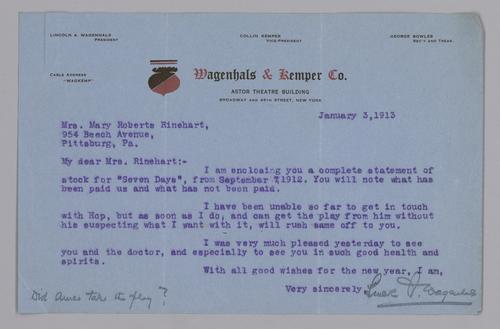 LINCOLN A. WAGENHALS
PRESIDENT
COLLIN KEMPER
VICE-PRESIDENT
GEORGE BOWLES
SEC'Y AND TREAS.
CABLE ADDRESS
"WAGKEMP"
Wagenhals & Kemper Co.
ASTOR THEATRE BUILDING
BROADWAY AND 45TH STREET, NEW YORK
January 3,1913
Mrs. Mary Roberts Rinehart,
954 Beech Avenue,
Pittsburg, Pa.
My dear Mrs. Rinehart:-
I am enclosing you a complete statement of
stock for "Seven Days", from September 7,1912. You will note what has
been paid us and what has not been paid.
I have been unable so far to get in touch
with Hop, but as soon as I do, and can get the play from him without
his suspecting what I want with it, will rush same off to you.
I was very much pleased yesterday to see
you and the doctor, and especially to see you in such good health and
spirits.
With all good wishes for the new year, I am,
Very sincerely,
Wagenhals
Did Ames take the play?